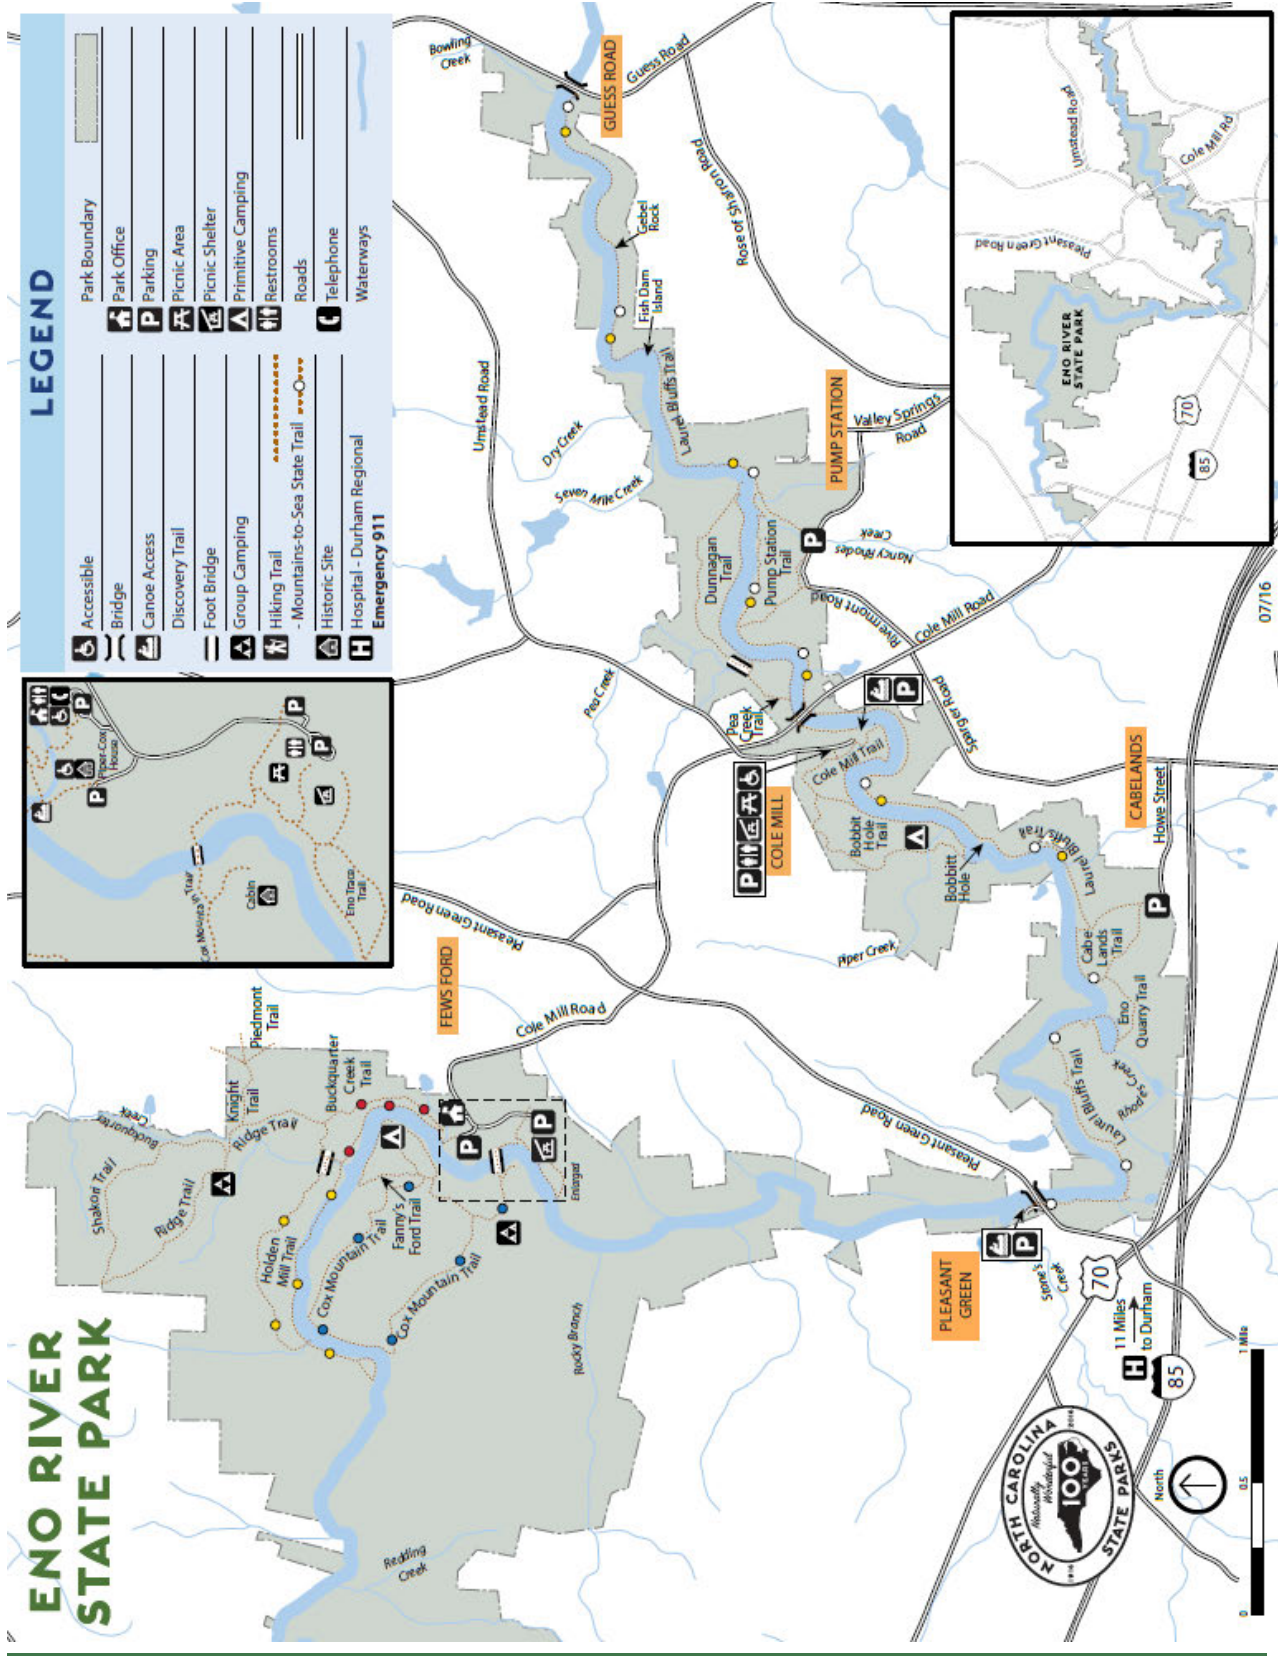 ENO RIVER
STATE PARK
LEGEND
Accessible
Bridge
Canoe Access
Discovery Trail
Foot Bridge
Group Camping
Hiking Trail
- Mountains-to-Sea State Trail
Historic Site
Hospital - Durham Regional
Emergency 911
Park Boundary
Park Office
Parking
Picnic Area
Picnic Shelter
Primitive Camping
Restrooms
Roads
Telephone
Waterways
Piper-Cox
House
Cox Mountain Trail
Cabin
Eno Trace
Trail
P
P
P
P
Shakori Trail
Buckquarter
Creek
Ridge Trail
Ridge Trail
Knight
Trail
Piedmont
Trail
Buckquarter
Creek
Trail
Holden
Mill Trail
Cox Mountain Trail
Fanny's
Ford Trail
Cox Mountain Trail
P
P
Enlarged
FEWS FORD
Cole Mill Road
Pleasant Green Road
Pleasant Green Road
Rocky Branch
Redding
Creek
PLEASANT
GREEN
P
Stone's
Creek
70
H
11 Miles
to Durham
85
Laurel Bluffs Trail
Rhode's Creek
Eno
Quarry Trail
Cabe
Lands
Trail
Laurel Bluffs Trail
P
CABELANDS
Howe Street
Piper Creek
Bobbitt
Hole
Bobbit
Hole
Trail
Cole Mill Trail
P
COLE MILL
P
Sparger Road
Cole Mill Road
Rivermont Road
Pea Creek
Pea
Creek
Trail
Dunnagan
Trail
Pump Station
Trail
P
Nancy Rhodes
Creek
PUMP STATION
Valley Springs
Road
Seven Mile Creek
Dry Creek
Umstead Road
Laurel Bluffs Trail
Fish Dam
Island
Gebel
Rock
Rose of Sharon Road
Guess Road
GUESS ROAD
Bowling
Creek
ENO RIVER
STATE PARK
Pleasant Green Road
Umstead Road
Cole Mill Rd
70
85
07/16
NORTH CAROLINA
STATE PARKS
Naturally
Wonderful
100
YEARS
1916
2016
North
0
0.5
1 Mile